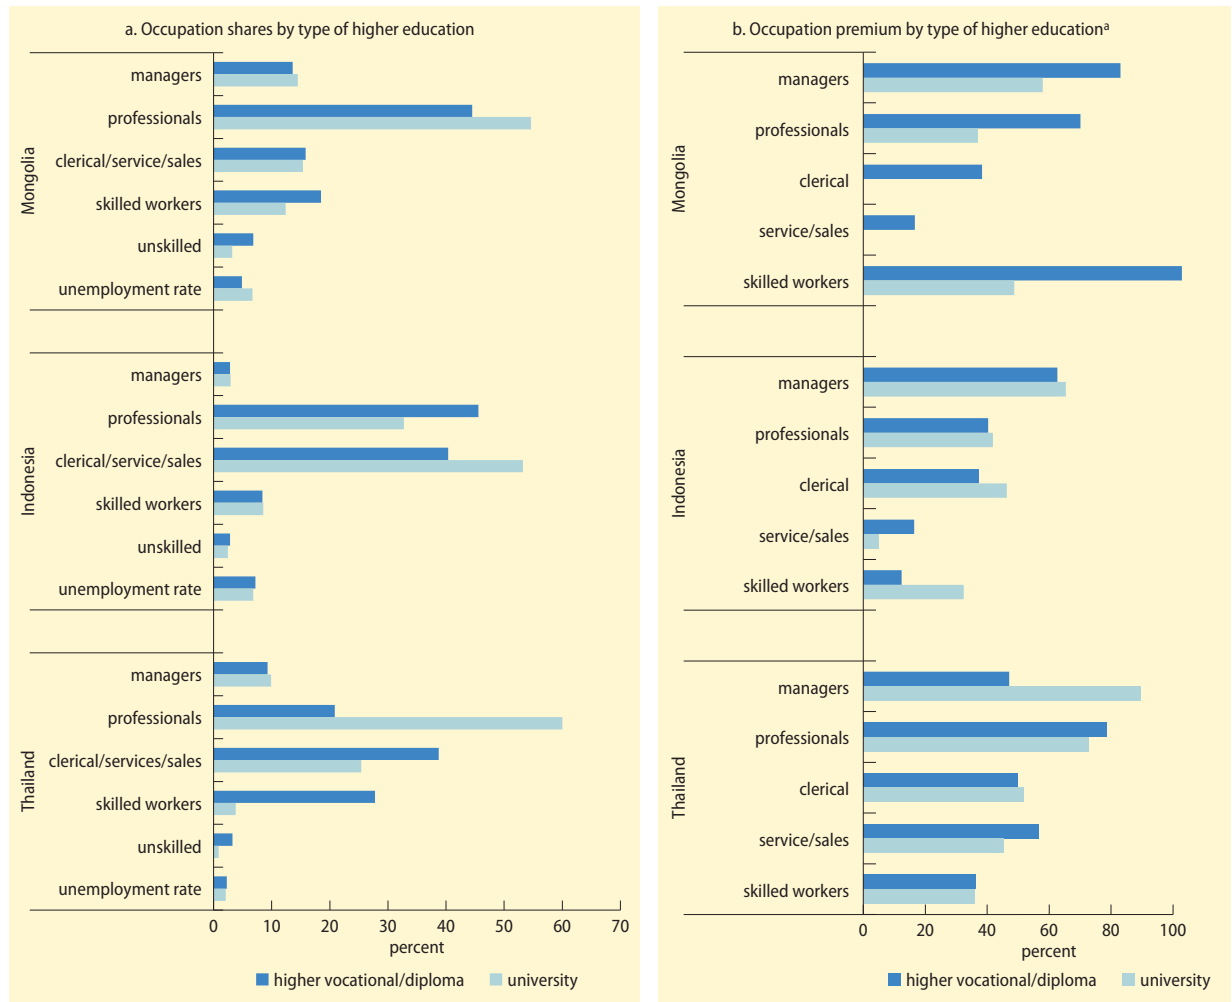 a. Occupation shares by type of higher education
Mongolia
managers
professionals
clerical/service/sales
skilled workers
unskilled
unemployment rate
Indonesia
managers
professionals
clerical/service/sales
skilled workers
unskilled
unemployment rate
Thailand
managers
professionals
clerical/services/sales
skilled workers
unskilled
unemployment rate
0 10 20 30 40 50 60 70
percent
higher vocational/diploma university
b. Occupation premium by type of higher educationᵃ
Mongolia
managers
professionals
clerical
service/sales
skilled workers
Indonesia
managers
professionals
clerical
service/sales
skilled workers
Thailand
managers
professionals
clerical
service/sales
skilled workers
0 20 40 60 80 100
percent
higher vocational/diploma university